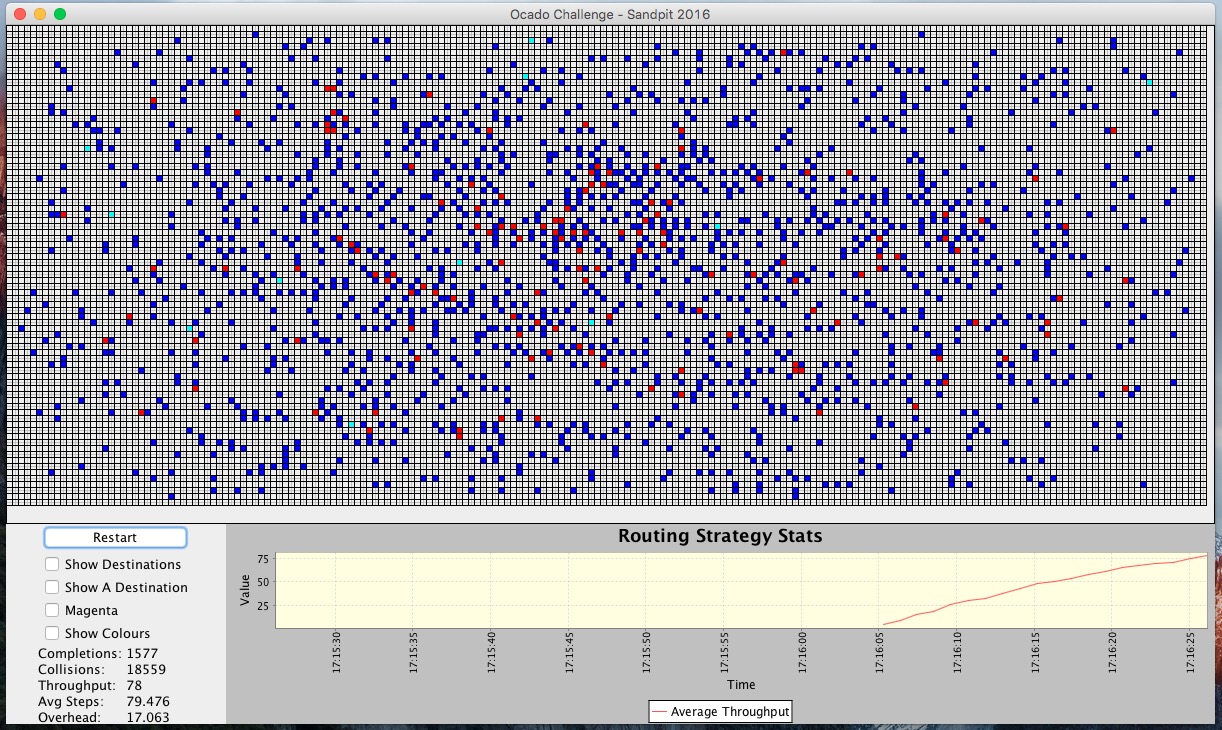 Ocado Challenge - Sandpit 2016
Restart
Show Destinations
Show A Destination
Magenta
Show Colours
Completions: 1577
Collisions: 18559
Throughput: 78
Avg Steps: 79.476
Overhead: 17.063
Routing Strategy Stats
Value
75
50
25
17:15:30
17:15:35
17:15:40
17:15:45
17:15:50
17:15:55
17:16:00
17:16:05
17:16:10
17:16:15
17:16:20
17:16:25
Time
Average Throughput